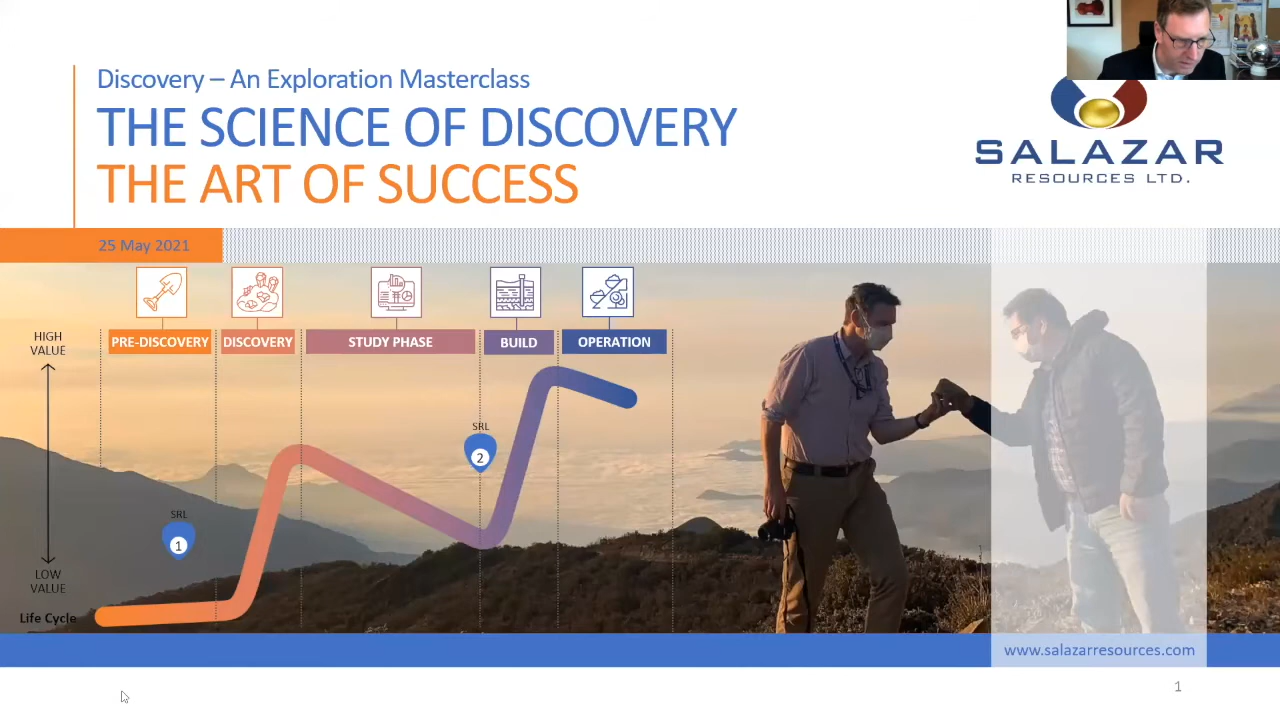 Discovery – An Exploration Masterclass
THE SCIENCE OF DISCOVERY
THE ART OF SUCCESS
SALAZAR
RESOURCES LTD.
25 May 2021
PRE-DISCOVERY
DISCOVERY
STUDY PHASE
BUILD
OPERATION
HIGH
VALUE
SRL
2
SRL
1
LOW
VALUE
Life Cycle
www.salazarresources.com
1